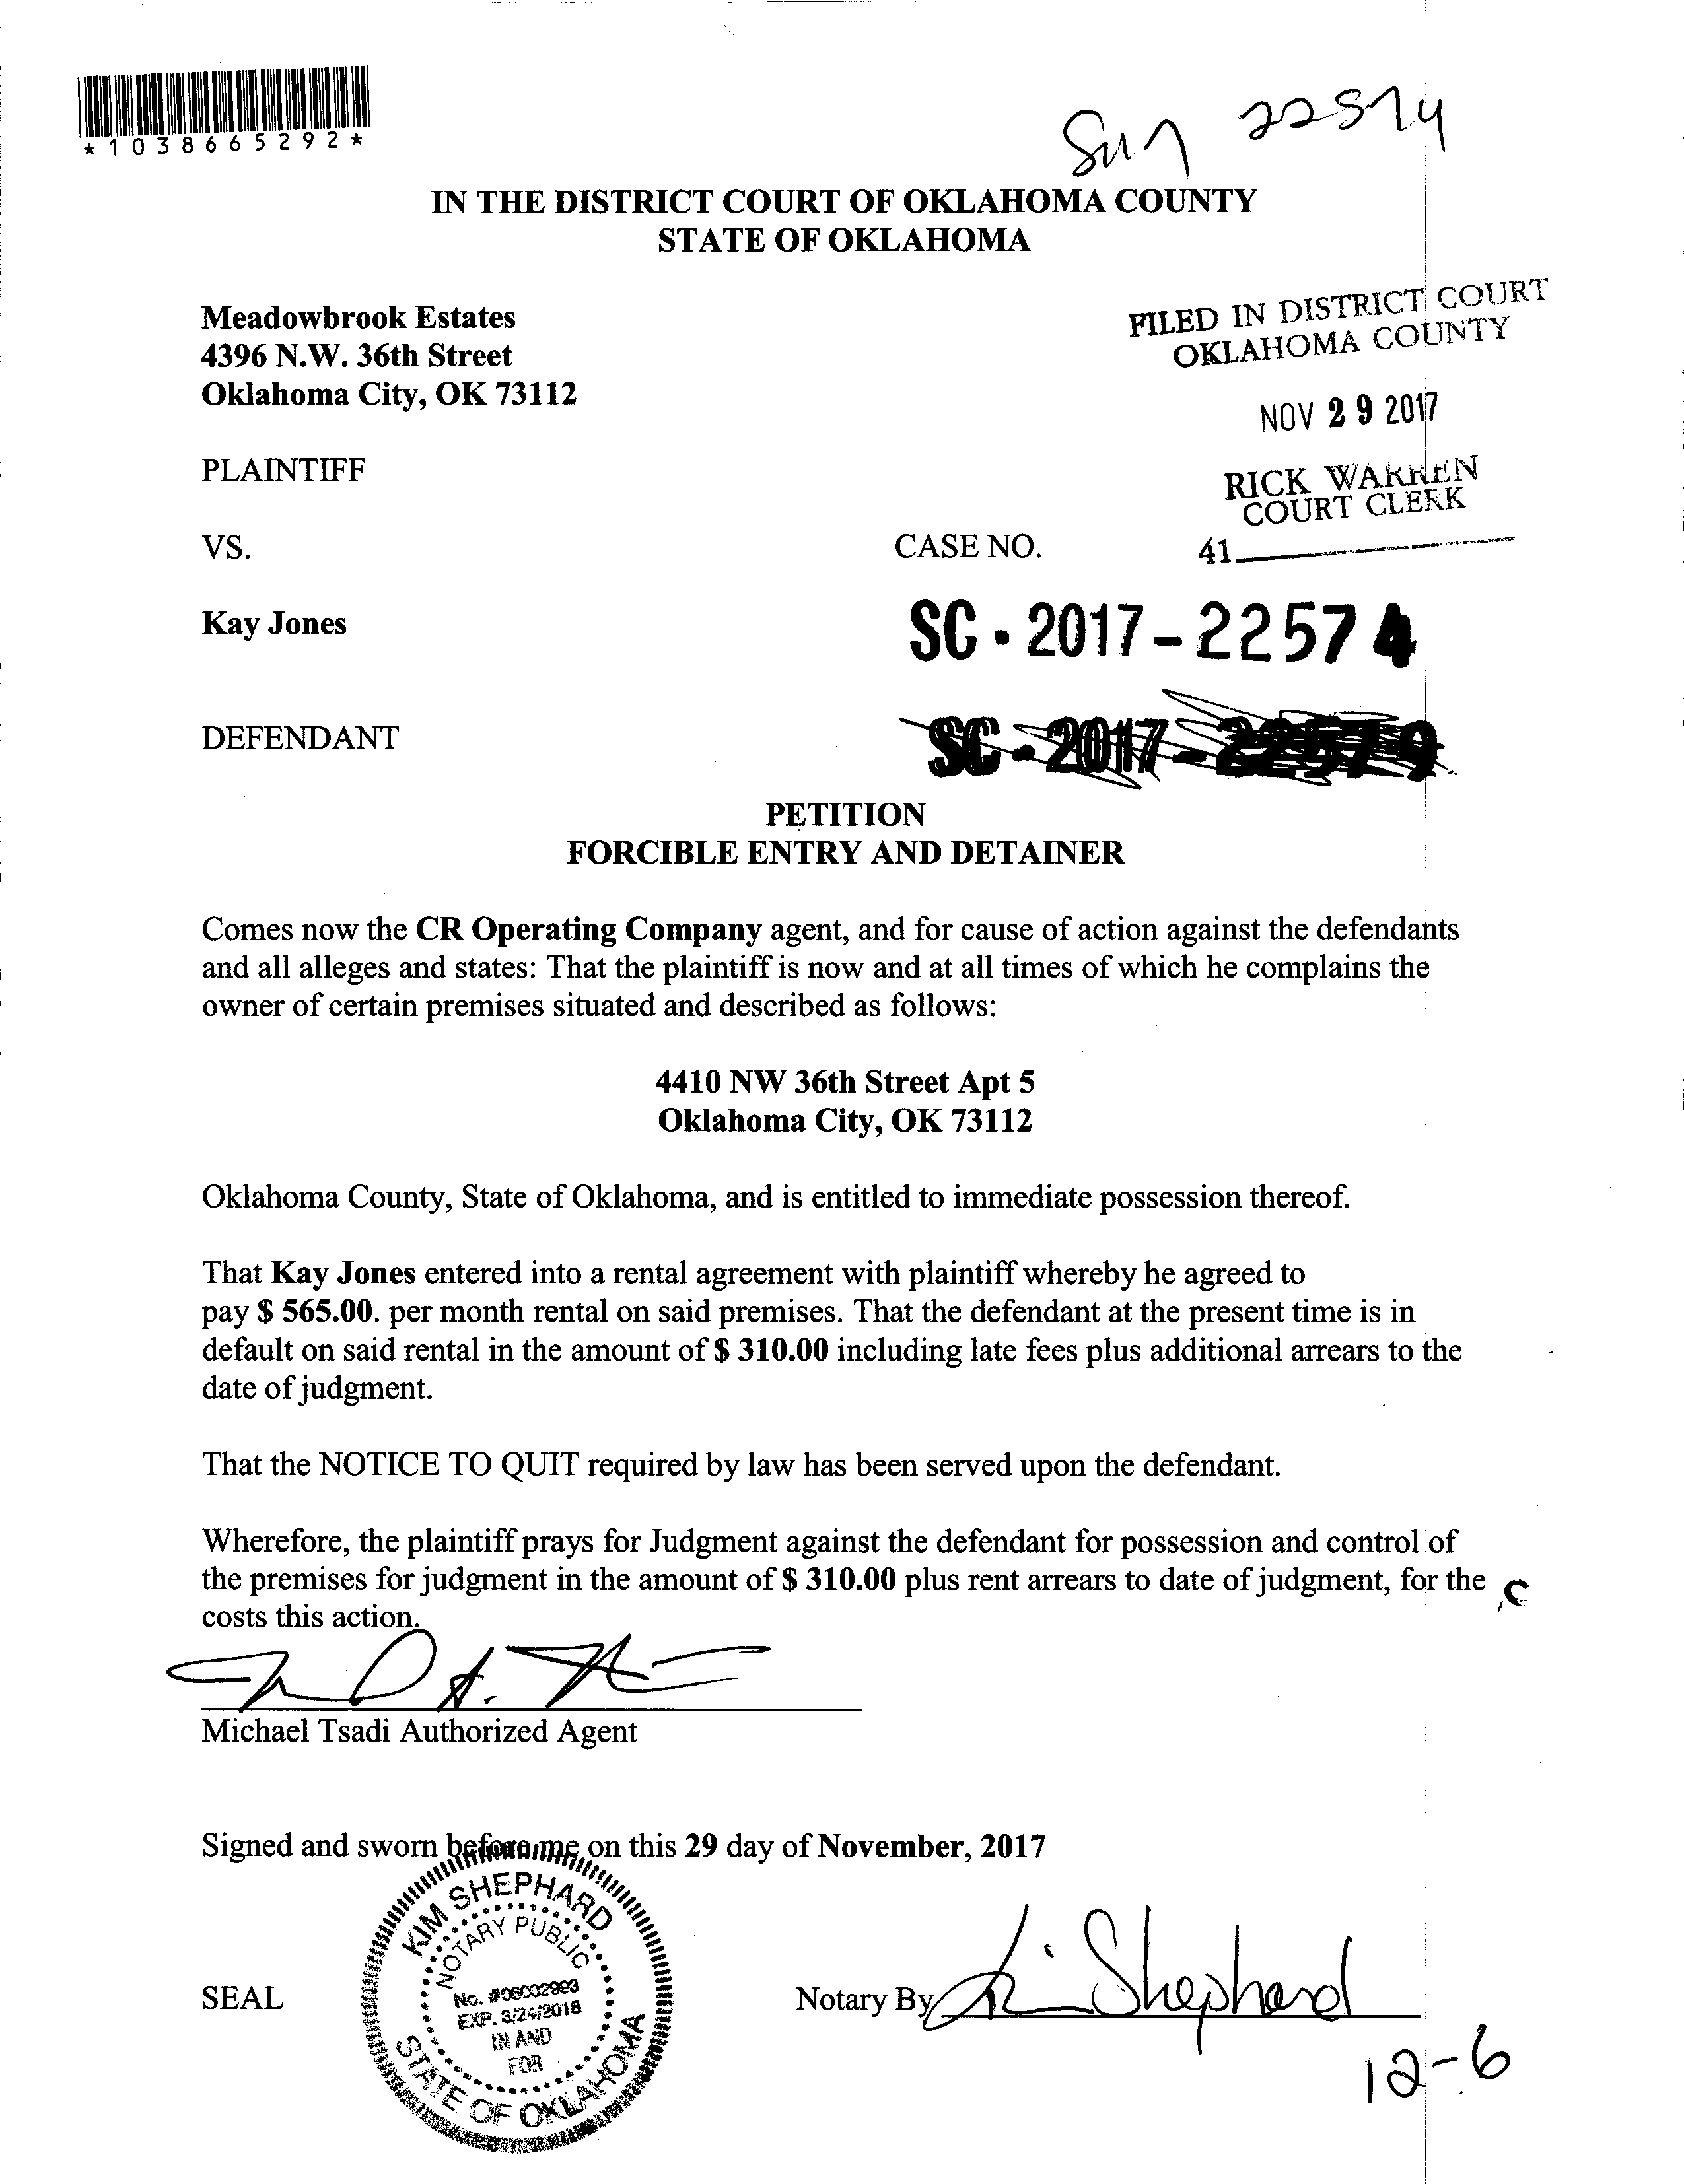 *1038665292*
22574
IN THE DISTRICT COURT OF OKLAHOMA COUNTY
STATE OF OKLAHOMA
Meadowbrook Estates
4396 N.W. 36th Street
Oklahoma City, OK 73112
FILED IN DISTRICT COURT
OKLAHOMA COUNTY
NOV 29 2017
RICK WARREN
COURT CLERK
41
PLAINTIFF
VS.
CASE NO.
Kay Jones
SC-2017-22574
DEFENDANT
SC-2017-22579
PETITION
FORCIBLE ENTRY AND DETAINER
Comes now the CR Operating Company agent, and for cause of action against the defendants
and all alleges and states: That the plaintiff is now and at all times of which he complains the
owner of certain premises situated and described as follows:
4410 NW 36th Street Apt 5
Oklahoma City, OK 73112
Oklahoma County, State of Oklahoma, and is entitled to immediate possession thereof.
That Kay Jones entered into a rental agreement with plaintiff whereby he agreed to
pay $ 565.00. per month rental on said premises. That the defendant at the present time is in
default on said rental in the amount of $ 310.00 including late fees plus additional arrears to the
date of judgment.
That the NOTICE TO QUIT required by law has been served upon the defendant.
Wherefore, the plaintiff prays for Judgment against the defendant for possession and control of
the premises for judgment in the amount of $ 310.00 plus rent arrears to date of judgment, for the
costs this action.
Michael Tsadi Authorized Agent
Signed and sworn before me on this 29 day of November, 2017
KIM SHEPHARD
NOTARY PUBLIC
No. #06002993
EXP. 3/24/2018
IN AND
FOR
STATE OF OKLAHOMA
SEAL
Notary By Ki Shephard
12-6